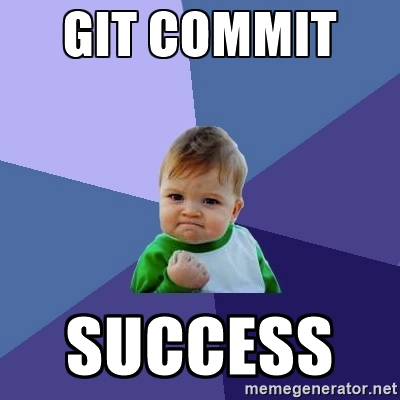 GIT COMMIT
SUCCESS
memegenerator.net